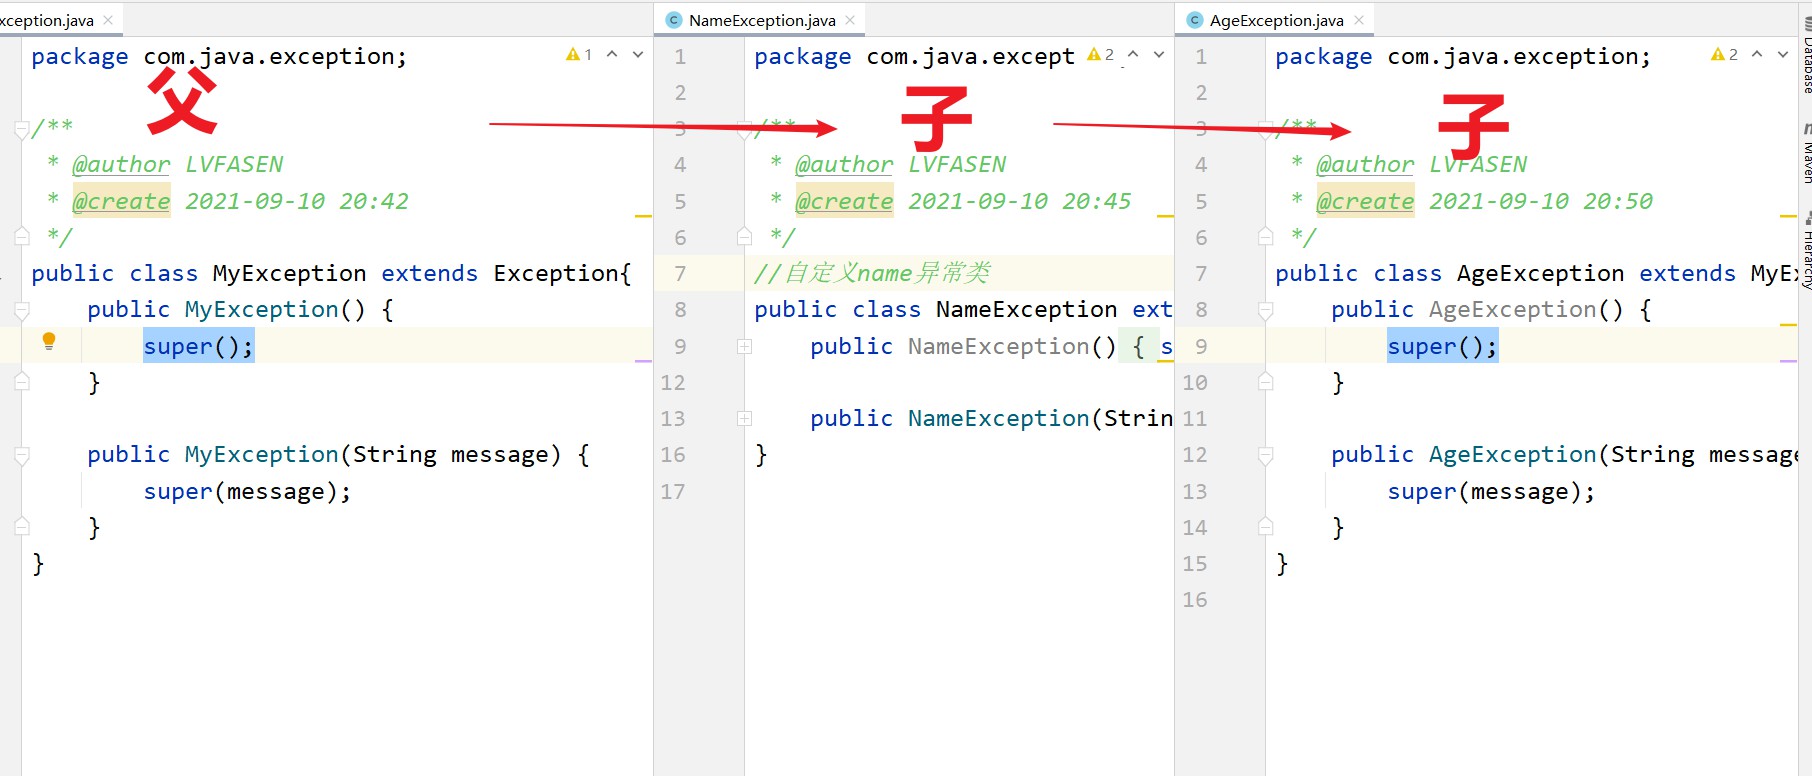 xception.java
package com.java.exception;
1
父
/**
* @author LVFASEN
* @create 2021-09-10 20:42
*/
public class MyException extends Exception{
public MyException() {
super();
}
public MyException(String message) {
super(message);
}
}
NameException.java
1 package com.java.except
2
2
子
3 /**
4 * @author LVFASEN
5 * @create 2021-09-10 20:45
6 */
7 //自定义name异常类
8 public class NameException ext
9 public NameException() { s
12
13 public NameException(Strin
16 }
17
AgeException.java
1 package com.java.exception;
2
2
子
3 /**
4 * @author LVFASEN
5 * @create 2021-09-10 20:50
6 */
7 public class AgeException extends MyEx
8 public AgeException() {
9 super();
10 }
11
12 public AgeException(String message
13 super(message);
14 }
15 }
16
Database
Maven
Hierarchy